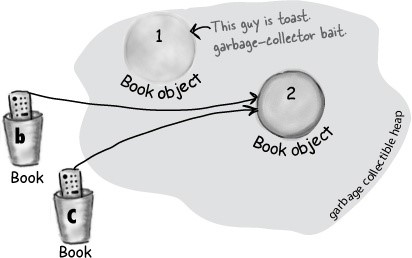 1
This guy is toast.
garbage-collector bait.
Book object
2
Book object
b
Book
c
Book
garbage collectible heap